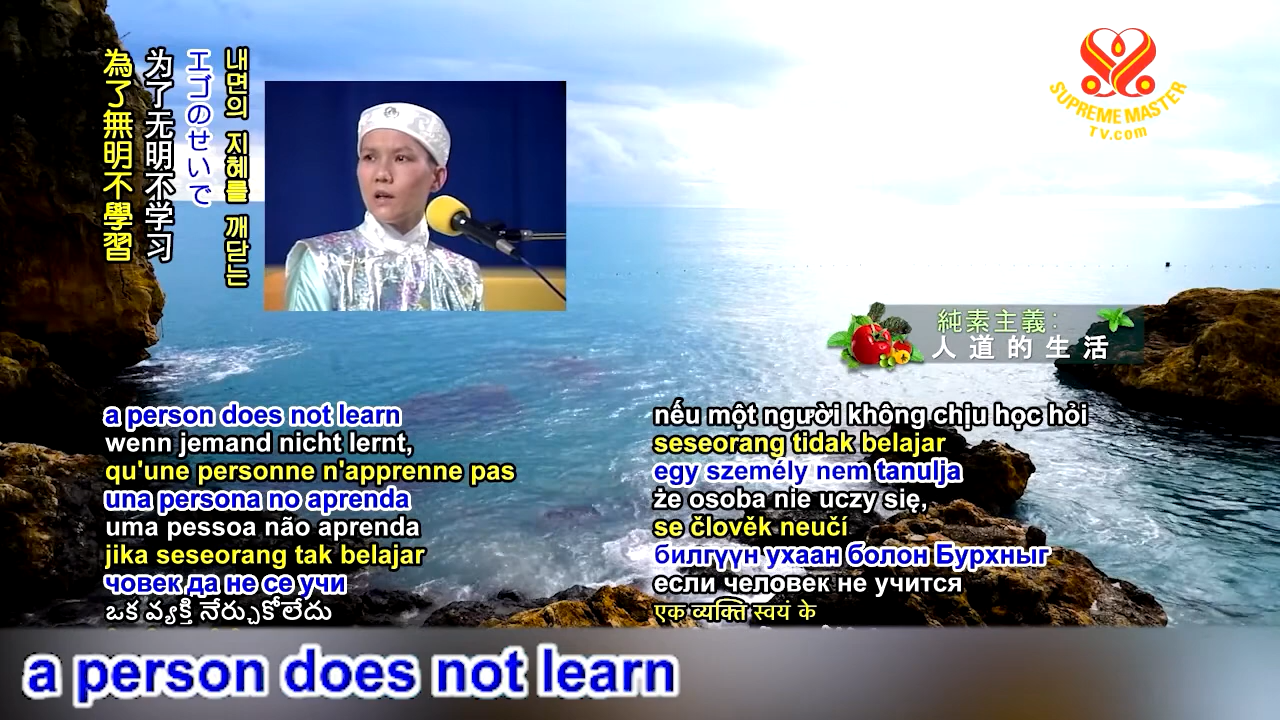 為了無明不學習
为了无明不学习
エゴのせいで
내면의 지혜를 깨닫는
SUPREME MASTER
TV.com
純素主義：
人道的生活
a person does not learn
wenn jemand nicht lernt,
qu'une personne n'apprenne pas
una persona no aprenda
uma pessoa não aprenda
jika seseorang tak belajar
човек да не се учи
ఒక వ్యక్తి నేర్చుకోలేదు
nếu một người không chịu học hỏi
seseorang tidak belajar
egy személy nem tanulja
że osoba nie uczy się,
se člověk neučí
билгүүн ухаан болон Бурхныг
если человек не учится
एक व्यक्ति स्वयं के
a person does not learn